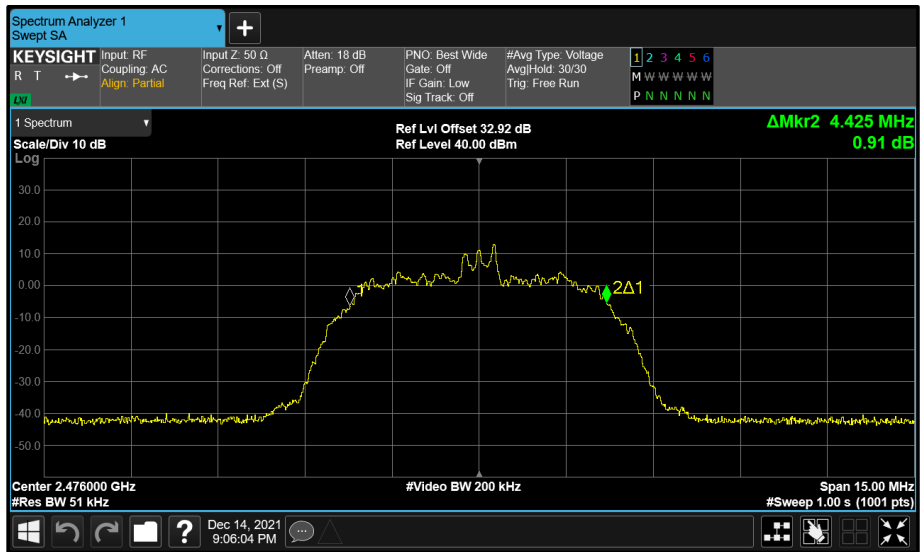 Spectrum Analyzer 1
Swept SA
+
KEYSIGHT Input: RF Input Z: 50 Ω Atten: 18 dB PNO: Best Wide #Avg Type: Voltage 1 2 3 4 5 6
R T Coupling: AC Corrections: Off Preamp: Off Gate: Off Avg|Hold: 30/30 M W W W W W
Align: Partial Freq Ref: Ext (S) IF Gain: Low Trig: Free Run
LXI Sig Track: Off P N N N N N
1 Spectrum Ref Lvl Offset 32.92 dB ΔMkr2 4.425 MHz
Scale/Div 10 dB Ref Level 40.00 dBm 0.91 dB
Log
30.0
20.0
10.0
0.00 1 2Δ1
-10.0
-20.0
-30.0
-40.0
-50.0
Center 2.476000 GHz #Video BW 200 kHz Span 15.00 MHz
#Res BW 51 kHz #Sweep 1.00 s (1001 pts)
? Dec 14, 2021
9:06:04 PM